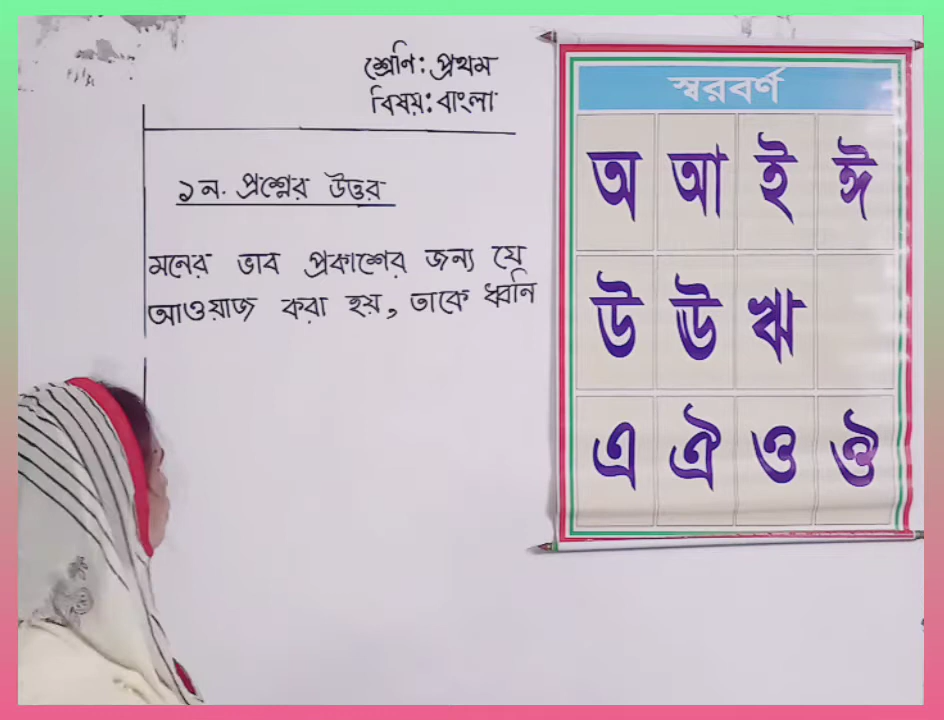 শ্রেণি: প্রথম
বিষয়: বাংলা
১ন. প্রশ্নের উত্তর
মনের ভাব প্রকাশের জন্য যে
আওয়াজ করা হয়, তাকে ধ্বনি
স্বরবর্ণ
অ আ ই ঈ
উ ঊ ঋ
এ ঐ ও ঔ